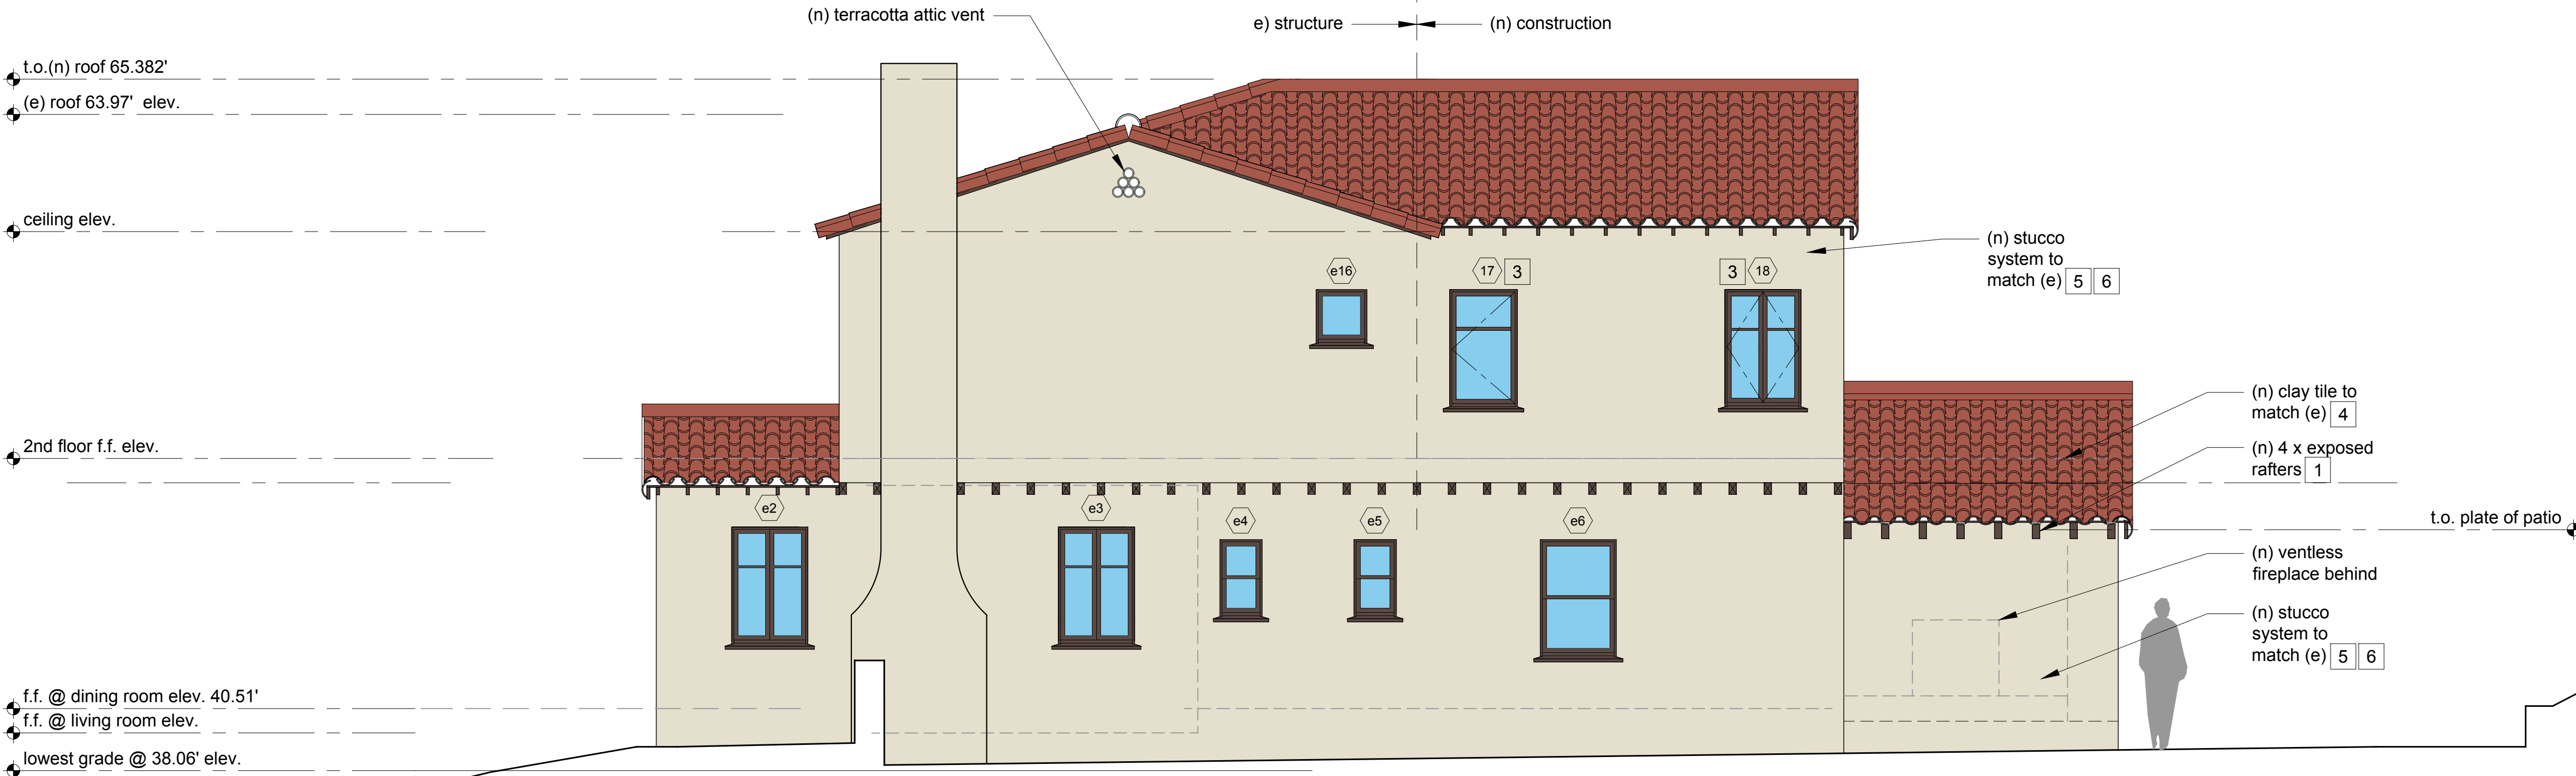 (n) terracotta attic vent
e) structure
(n) construction
t.o.(n) roof 65.382'
(e) roof 63.97' elev.
ceiling elev.
(n) stucco
system to
match (e) 5 6
e16
17 3
3 18
2nd floor f.f. elev.
(n) clay tile to
match (e) 4
(n) 4 x exposed
rafters 1
e2
e3
e4
e5
e6
t.o. plate of patio
(n) ventless
fireplace behind
(n) stucco
system to
match (e) 5 6
f.f. @ dining room elev. 40.51'
f.f. @ living room elev.
lowest grade @ 38.06' elev.